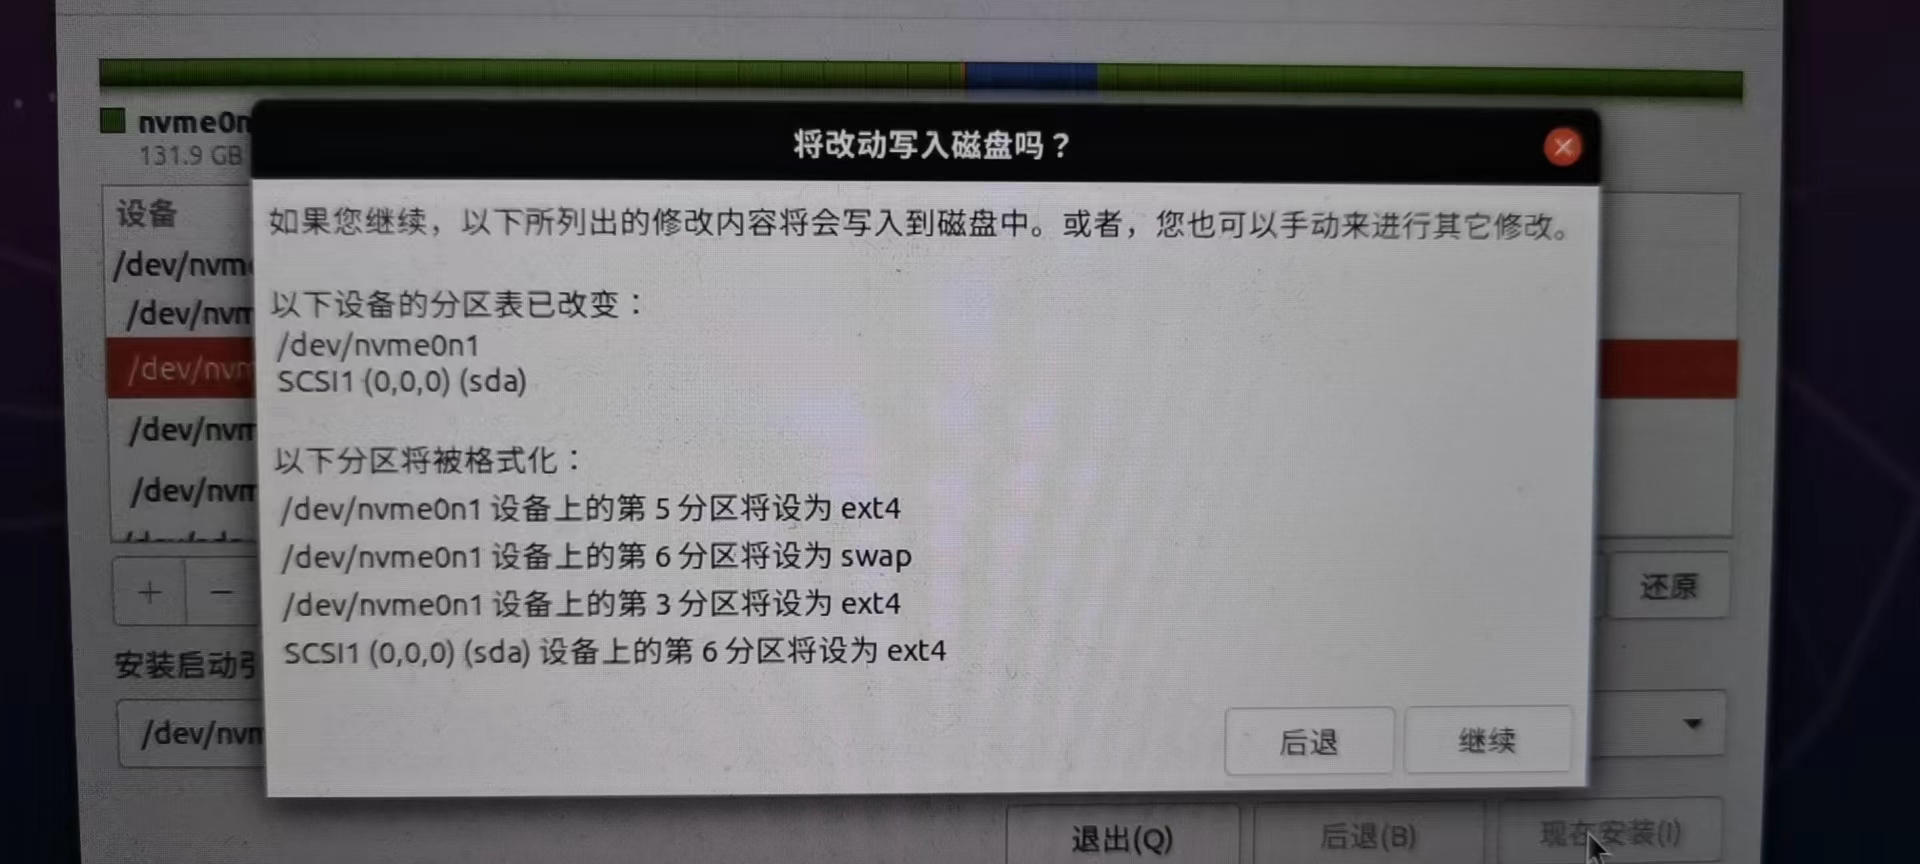 nvme0n
131.9 GB
将改动写入磁盘吗？
设备
如果您继续，以下所列出的修改内容将会写入到磁盘中。或者，您也可以手动来进行其它修改。
/dev/nvm
以下设备的分区表已改变：
/dev/nvm
/dev/nvme0n1
/dev/nvm
SCSI1 (0,0,0) (sda)
/dev/nvm
以下分区将被格式化：
/dev/nvm
/dev/nvme0n1 设备上的第 5 分区将设为 ext4
/dev/nvme0n1 设备上的第 6 分区将设为 swap
+ −
还原
/dev/nvme0n1 设备上的第 3 分区将设为 ext4
安装启动引
SCSI1 (0,0,0) (sda) 设备上的第 6 分区将设为 ext4
/dev/nvm
后退 继续
退出(Q) 后退(B) 现在安装(I)